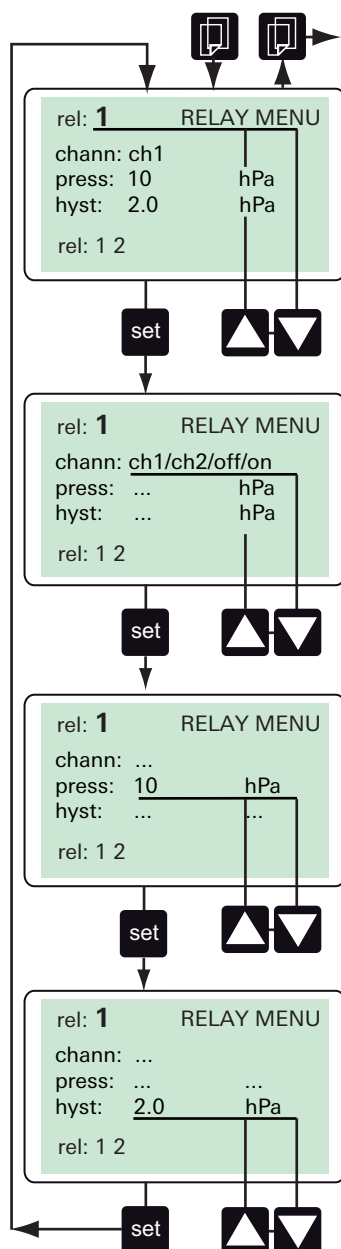 rel: 1 RELAY MENU
chann: ch1
press: 10 hPa
hyst: 2.0 hPa
rel: 1 2
set
rel: 1 RELAY MENU
chann: ch1/ch2/off/on
press: ... hPa
hyst: ... hPa
rel: 1 2
set
rel: 1 RELAY MENU
chann: ...
press: 10 hPa
hyst: ... ...
rel: 1 2
set
rel: 1 RELAY MENU
chann: ...
press: ... ...
hyst: 2.0 hPa
rel: 1 2
set